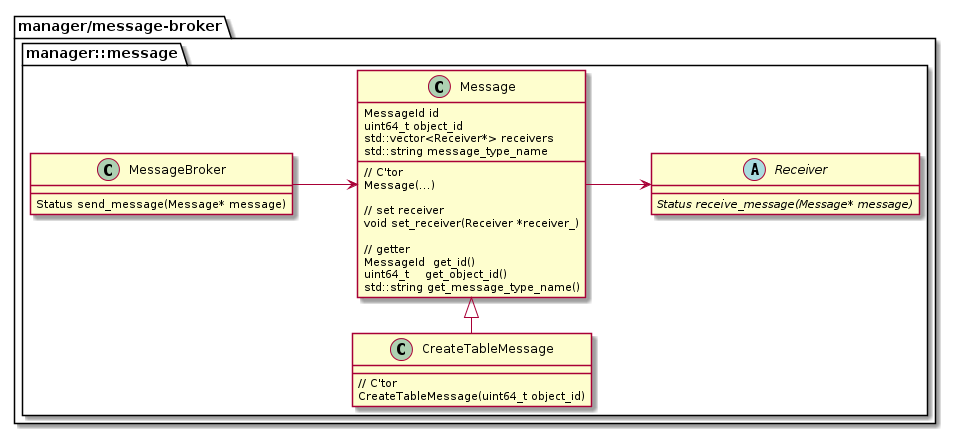 manager/message-broker
manager::message
C Message
MessageId id
uint64_t object_id
std::vector<Receiver*> receivers
std::string message_type_name
// C'tor
Message(...)
// set receiver
void set_receiver(Receiver *receiver_)
// getter
MessageId  get_id()
uint64_t    get_object_id()
std::string get_message_type_name()
C MessageBroker
Status send_message(Message* message)
A Receiver
Status receive_message(Message* message)
C CreateTableMessage
// C'tor
CreateTableMessage(uint64_t object_id)